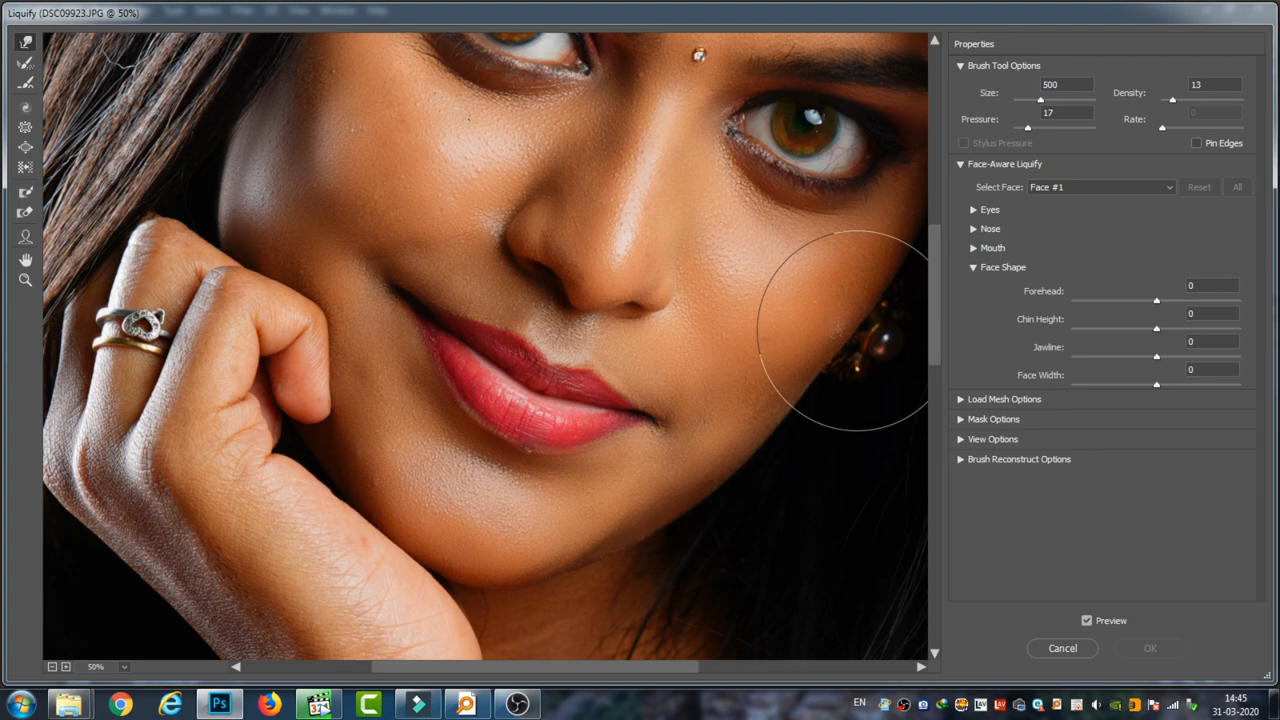 Liquify (DSC09923.JPG @ 50%)
Properties
Brush Tool Options
Size: 500 Density: 13
Pressure: 17 Rate: 0
Stylus Pressure Pin Edges
Face-Aware Liquify
Select Face: Face #1 Reset All
Eyes
Nose
Mouth
Face Shape
Forehead: 0
Chin Height: 0
Jawline: 0
Face Width: 0
Load Mesh Options
Mask Options
View Options
Brush Reconstruct Options
Preview
Cancel OK
50%
Ps
EN
14:45
31-03-2020